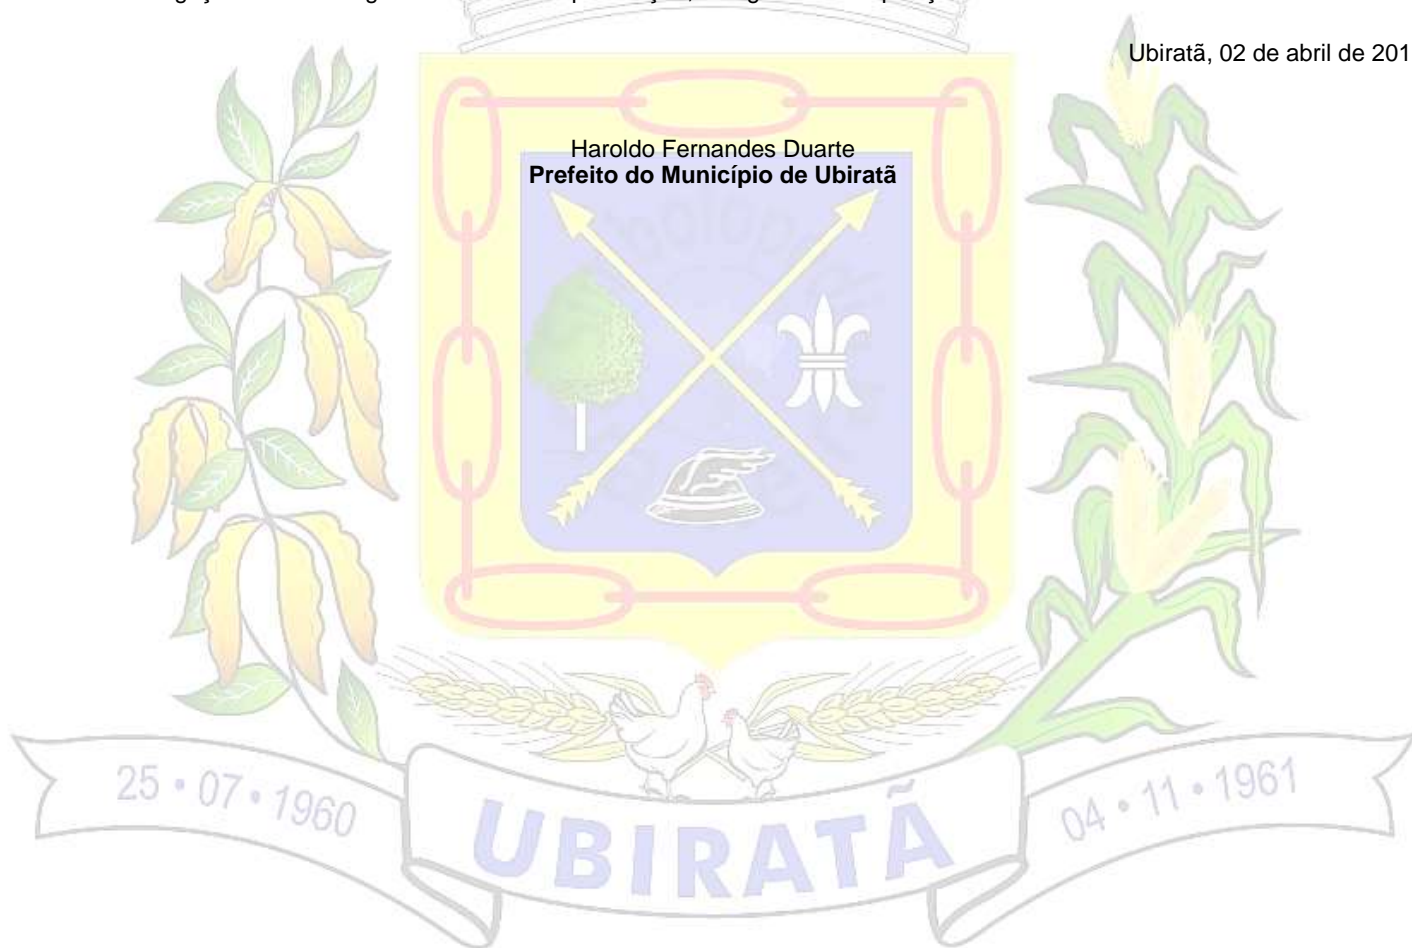 Ubiratã, 02 de abril de 201
Haroldo Fernandes Duarte
Prefeito do Município de Ubiratã
25 • 07 • 1960
UBIRATÃ
04 • 11 • 1961